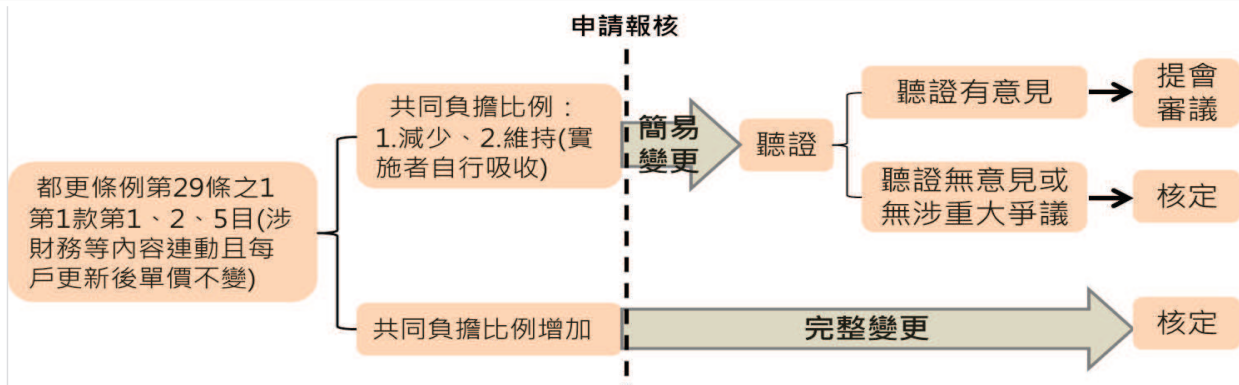 申請報核
都更條例第29條之1
第1款第1、2、5目(涉
財務等內容連動且每
戶更新後單價不變)
共同負擔比例：
1.減少、2.維持(實
施者自行吸收)
簡易
變更
聽證
聽證有意見
提會
審議
聽證無意見或
無涉重大爭議
核定
共同負擔比例增加
完整變更
核定